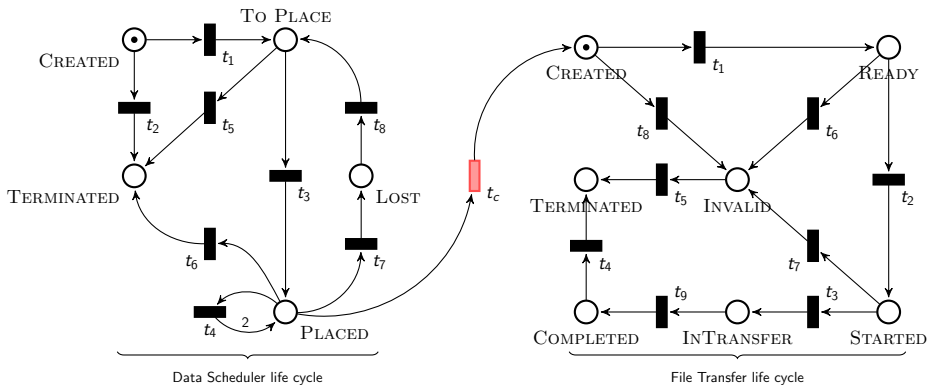 TO PLACE
CREATED
t1
t2
t5
t8
TERMINATED
t3
LOST
t6
t7
t4
2
PLACED
Data Scheduler life cycle
tc
CREATED
t1
READY
t8
t6
t5
t2
TERMINATED
INVALID
t4
t7
t9
t3
COMPLETED
INTRANSFER
STARTED
File Transfer life cycle